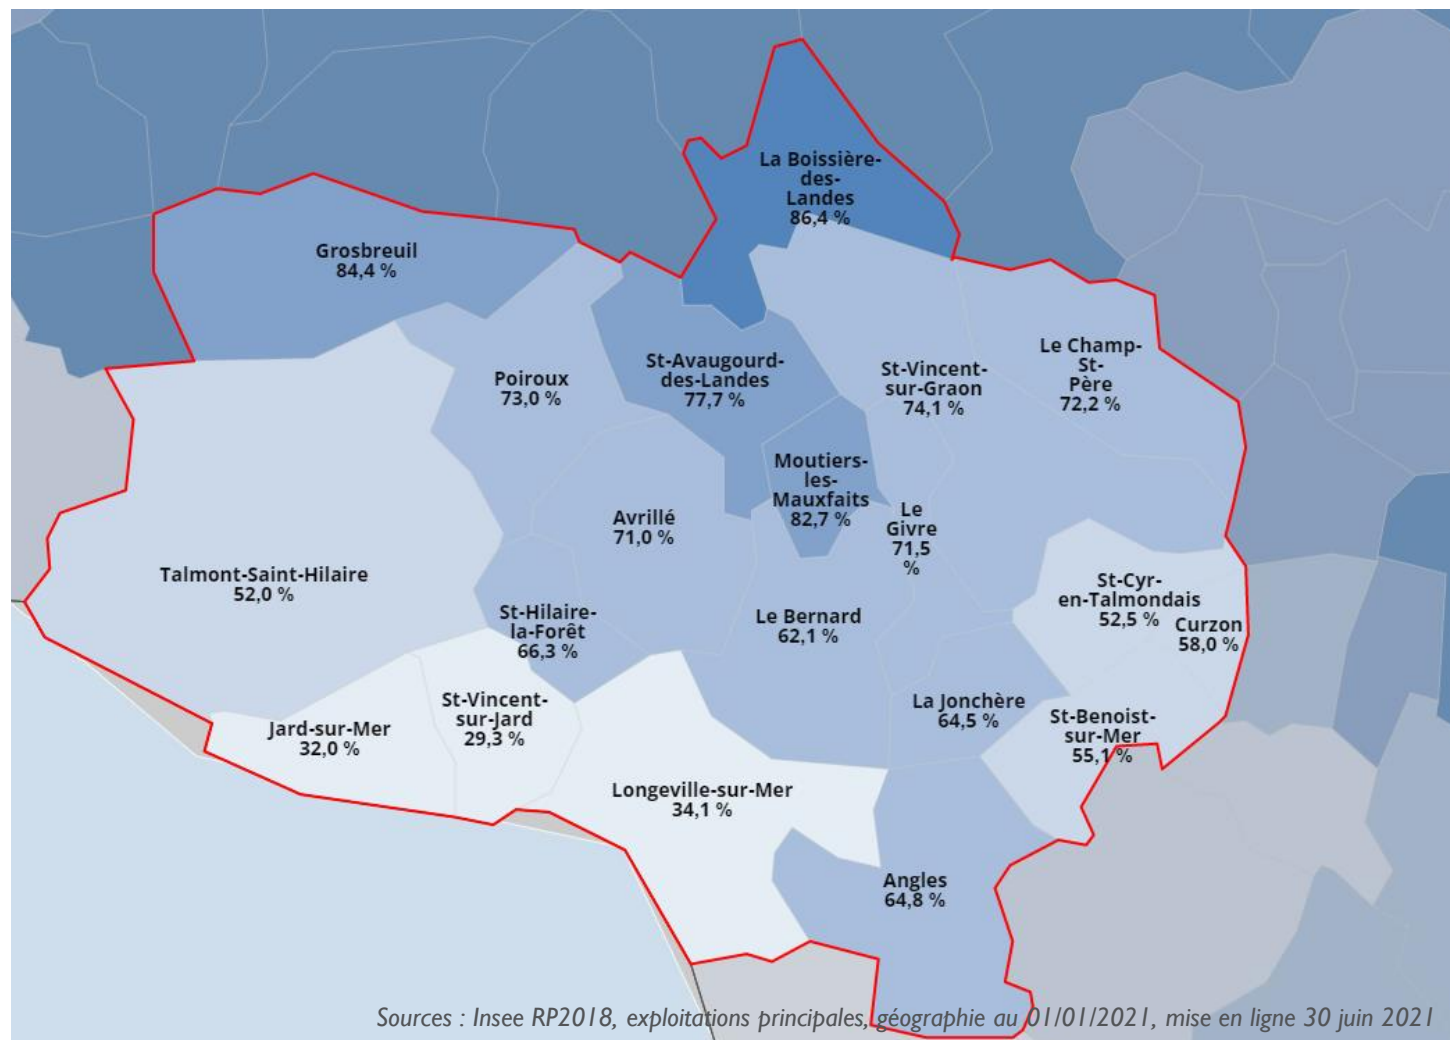 La Boissière-
des-
Landes
86,4 %
Grosbreuil
84,4 %
Poiroux
73,0 %
St-Avaugourd-
des-Landes
77,7 %
St-Vincent-
sur-Graon
74,1 %
Le Champ-
St-
Père
72,2 %
Moutiers-
les-
Mauxfaits
82,7 %
Avrillé
71,0 %
Le
Givre
71,5
%
Talmont-Saint-Hilaire
52,0 %
St-Hilaire-
la-Forêt
66,3 %
Le Bernard
62,1 %
St-Cyr-
en-Talmondais
52,5 %
Curzon
58,0 %
Jard-sur-Mer
32,0 %
St-Vincent-
sur-Jard
29,3 %
La Jonchère
64,5 %
St-Benoist-
sur-Mer
55,1 %
Longeville-sur-Mer
34,1 %
Angles
64,8 %
Sources : Insee RP2018, exploitations principales, géographie au 01/01/2021, mise en ligne 30 juin 2021